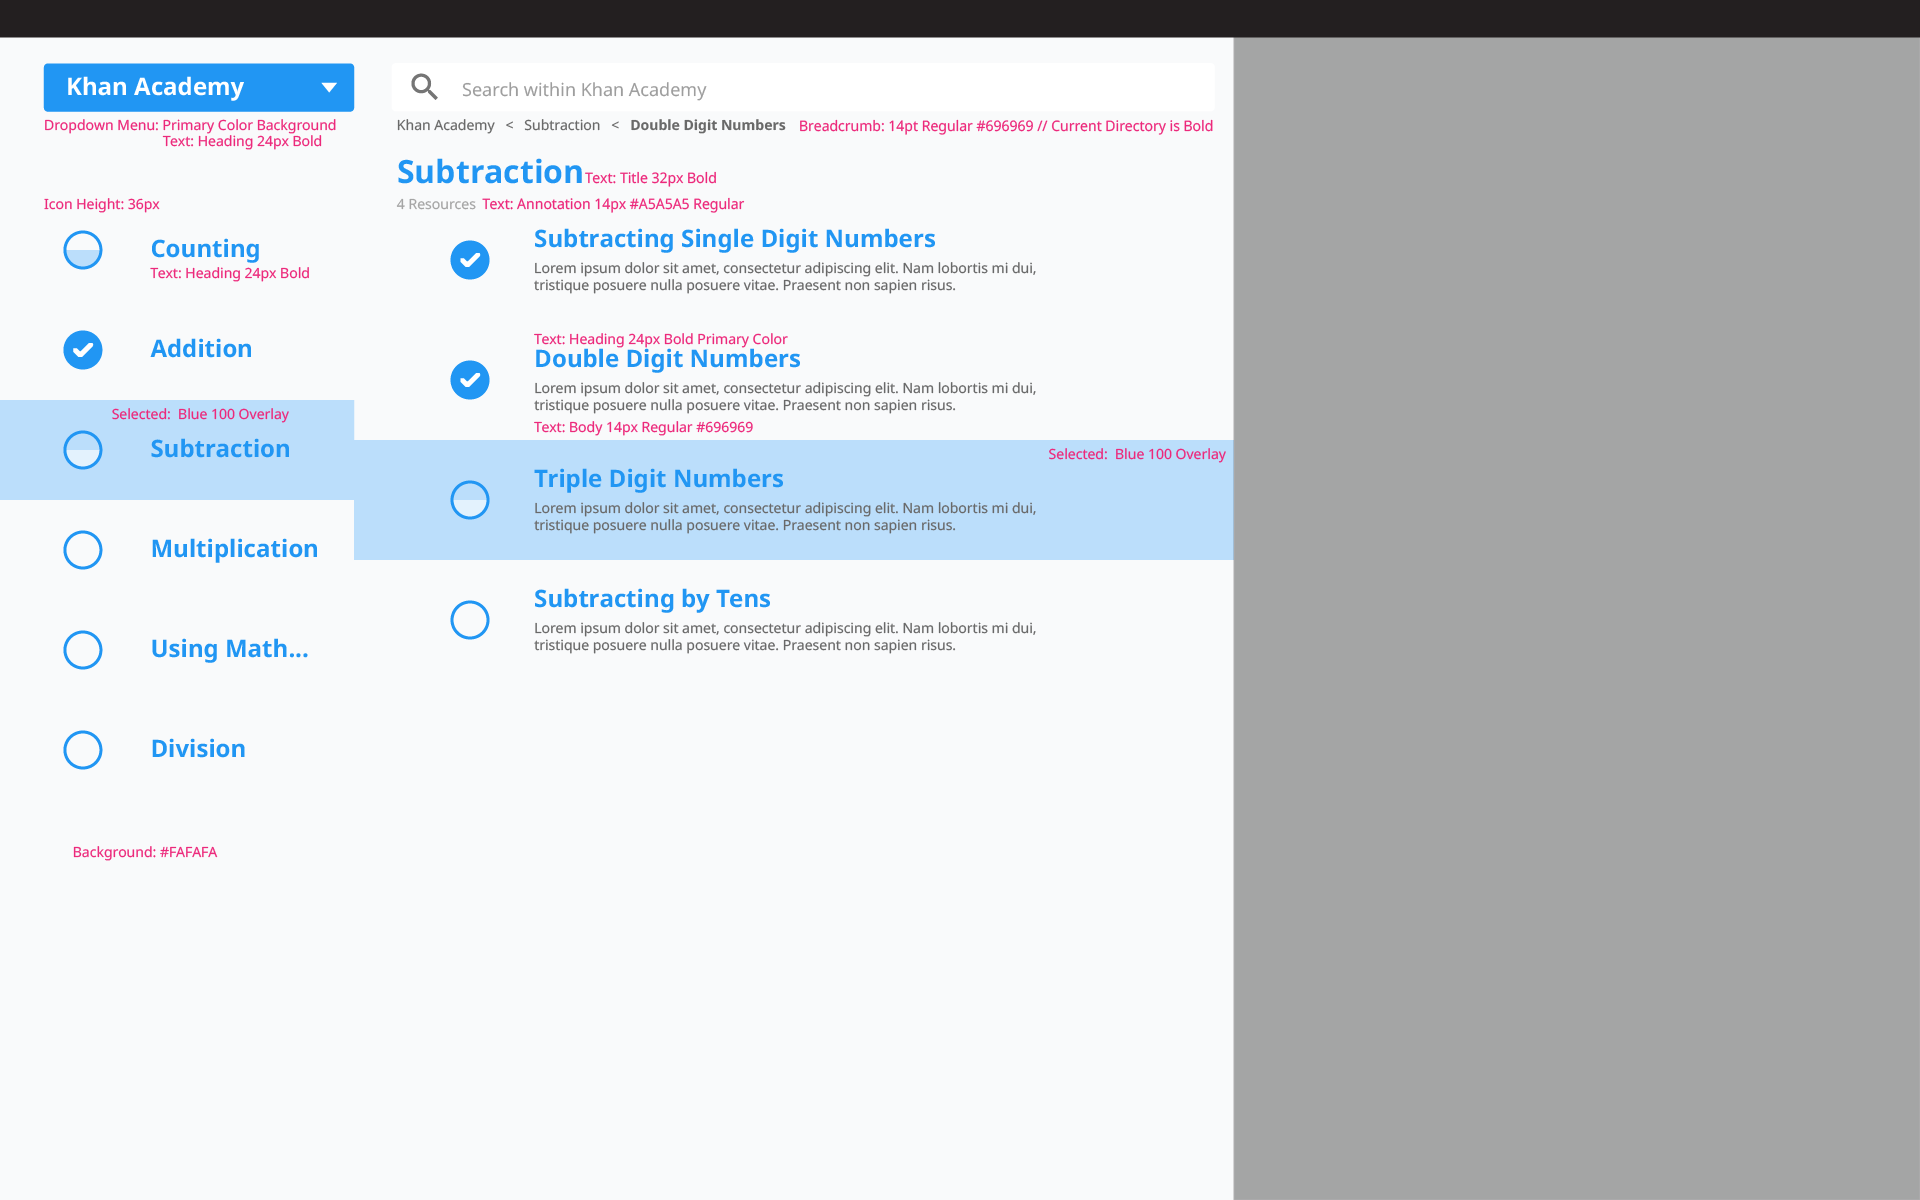 Khan Academy
Dropdown Menu: Primary Color Background
Text: Heading 24px Bold
Icon Height: 36px
Counting
Text: Heading 24px Bold
Addition
Selected: Blue 100 Overlay
Subtraction
Multiplication
Using Math...
Division
Background: #FAFAFA
Search within Khan Academy
Khan Academy < Subtraction < Double Digit Numbers Breadcrumb: 14pt Regular #696969 // Current Directory is Bold
Subtraction Text: Title 32px Bold
4 Resources Text: Annotation 14px #A5A5A5 Regular
Subtracting Single Digit Numbers
Lorem ipsum dolor sit amet, consectetur adipiscing elit. Nam lobortis mi dui,
tristique posuere nulla posuere vitae. Praesent non sapien risus.
Text: Heading 24px Bold Primary Color
Double Digit Numbers
Lorem ipsum dolor sit amet, consectetur adipiscing elit. Nam lobortis mi dui,
tristique posuere nulla posuere vitae. Praesent non sapien risus.
Text: Body 14px Regular #696969
Selected: Blue 100 Overlay
Triple Digit Numbers
Lorem ipsum dolor sit amet, consectetur adipiscing elit. Nam lobortis mi dui,
tristique posuere nulla posuere vitae. Praesent non sapien risus.
Subtracting by Tens
Lorem ipsum dolor sit amet, consectetur adipiscing elit. Nam lobortis mi dui,
tristique posuere nulla posuere vitae. Praesent non sapien risus.